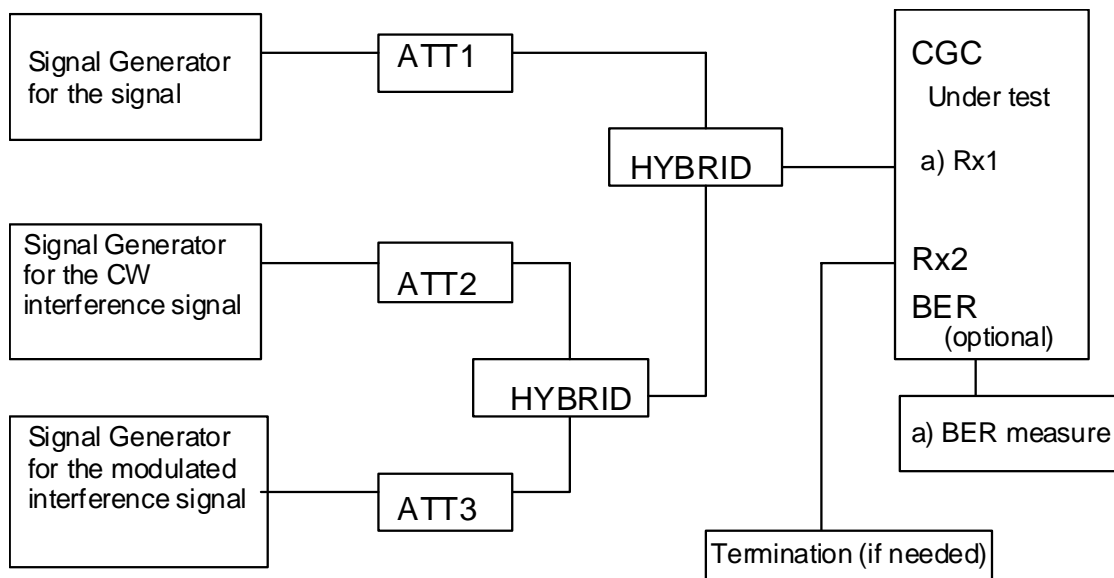 Signal Generator
for the signal
ATT1
HYBRID
CGC
Under test
a) Rx1
Rx2
BER
(optional)
Signal Generator
for the CW
interference signal
ATT2
HYBRID
Signal Generator
for the modulated
interference signal
ATT3
a) BER measure
Termination (if needed)